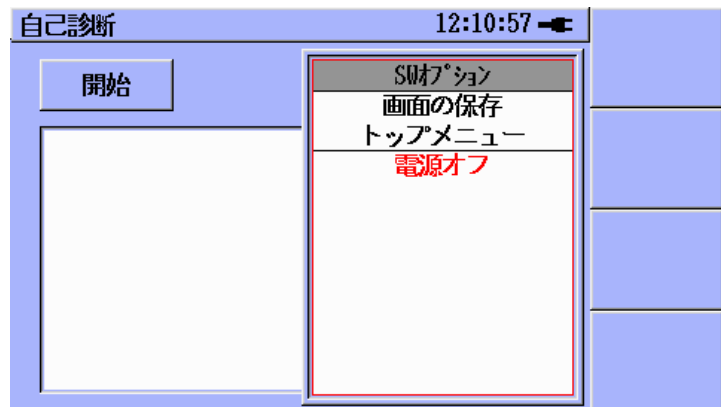 自己診断 12:10:57
開始
SWｵﾌﾟｼｮﾝ
画面の保存
トップメニュー
電源オフ